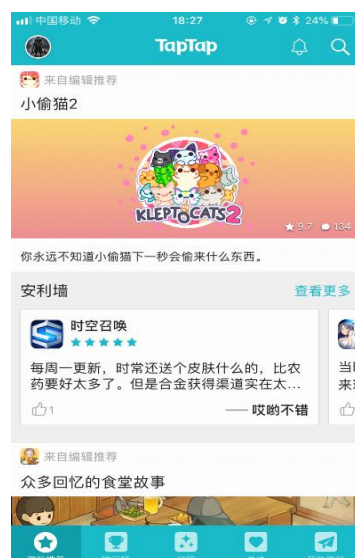 中国移动 18:27 24%
TapTap
来自编辑推荐
小偷猫2
KLEPTOCATS2
9.7 134
你永远不知道小偷猫下一秒会偷来什么东西。
安利墙 查看更多
时空召唤
每周一更新，时常还送个皮肤什么的，比农
药要好太多了。但是合金获得渠道实在太...
1 —— 哎哟不错
来自编辑推荐
众多回忆的食堂故事